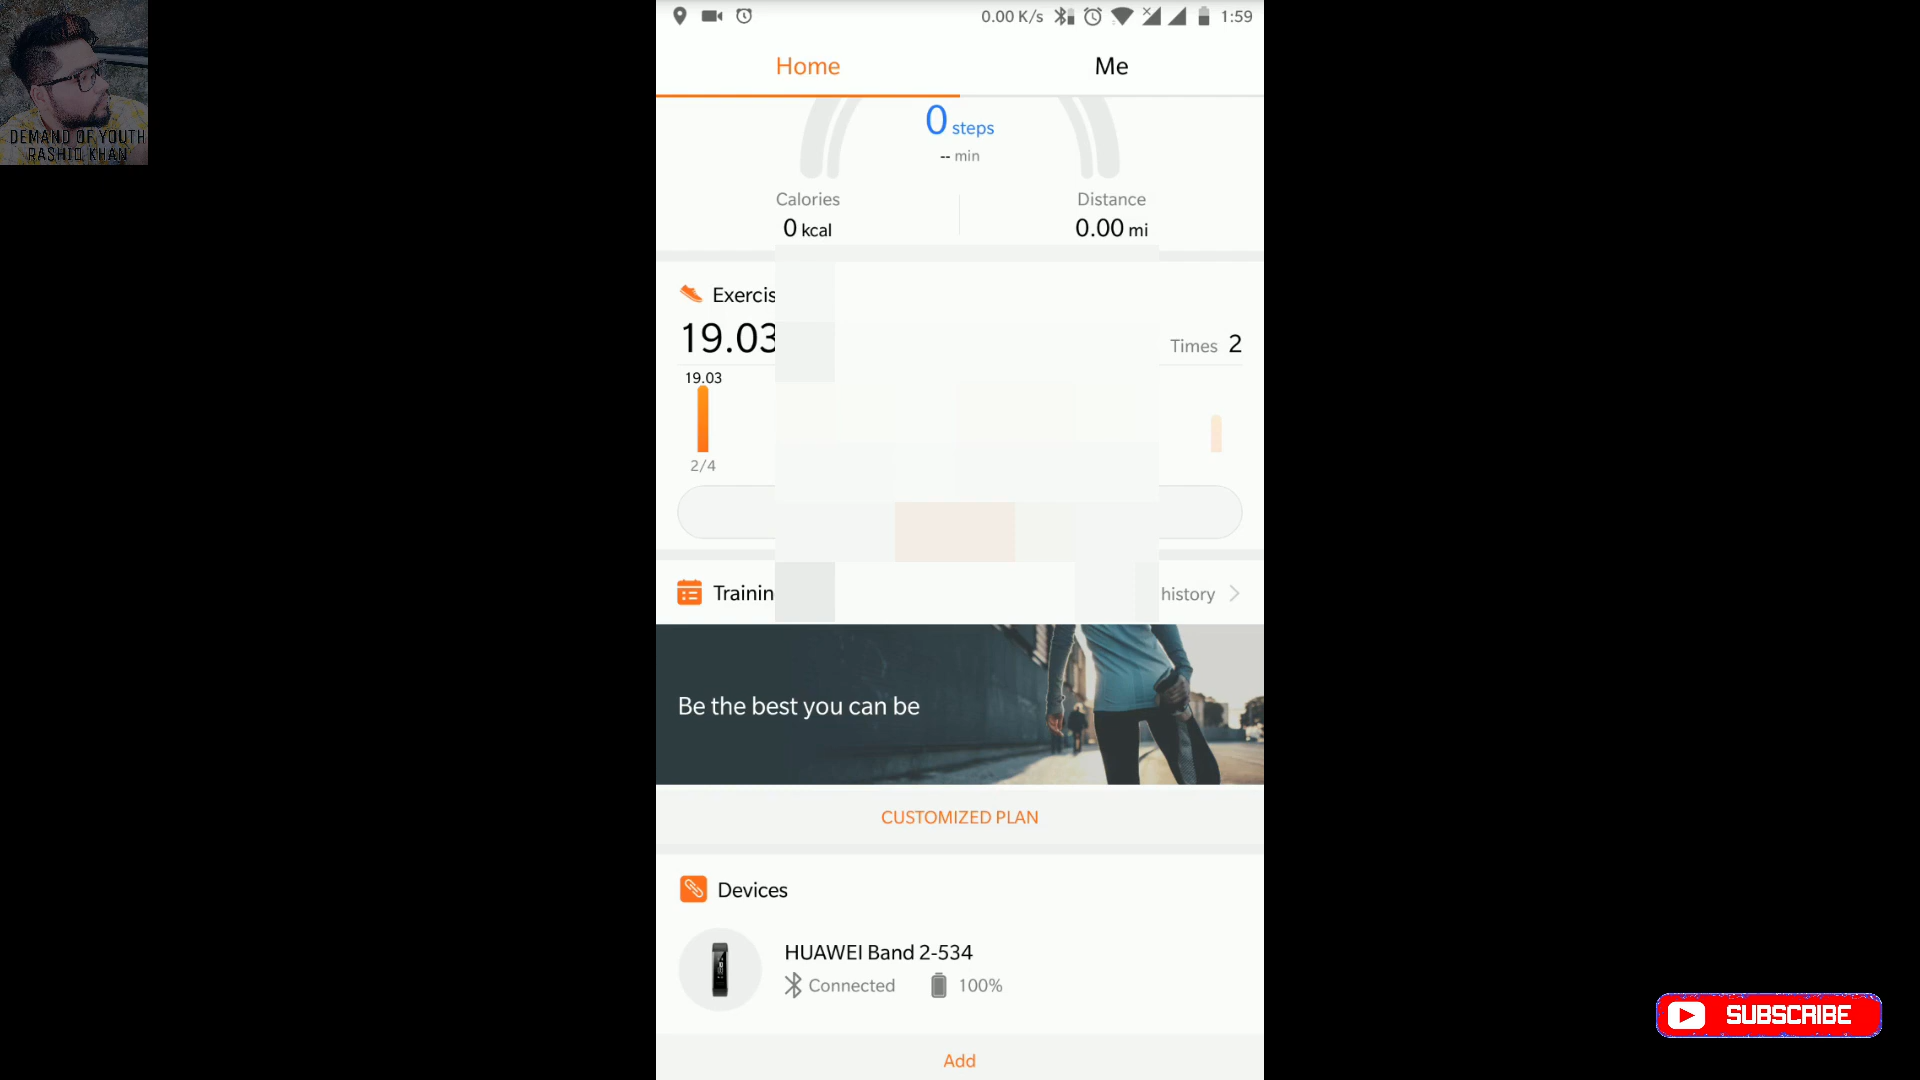 0.00 K/s 1:59
Home Me
0 steps
-- min
Calories Distance
0 kcal 0.00 mi
Exercis
19.03 Times 2
19.03
2/4
Trainin history
Be the best you can be
CUSTOMIZED PLAN
Devices
HUAWEI Band 2-534
Connected 100%
Add
DEMAND OF YOUTH
RASHID KHAN
SUBSCRIBE